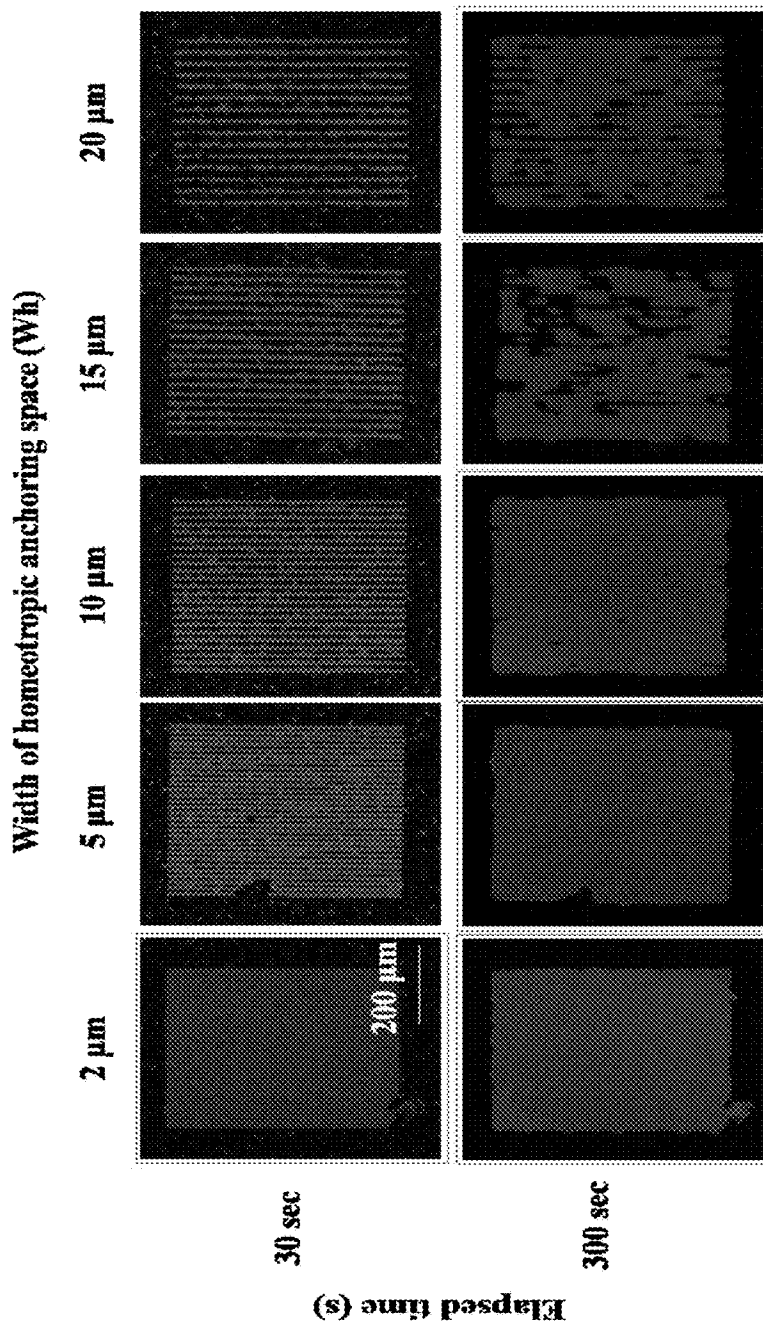 Width of homeotropic anchoring space (Wh)
2 µm 5 µm 10 µm 15 µm 20 µm
Elapsed time (s)
30 sec
200 µm
300 sec